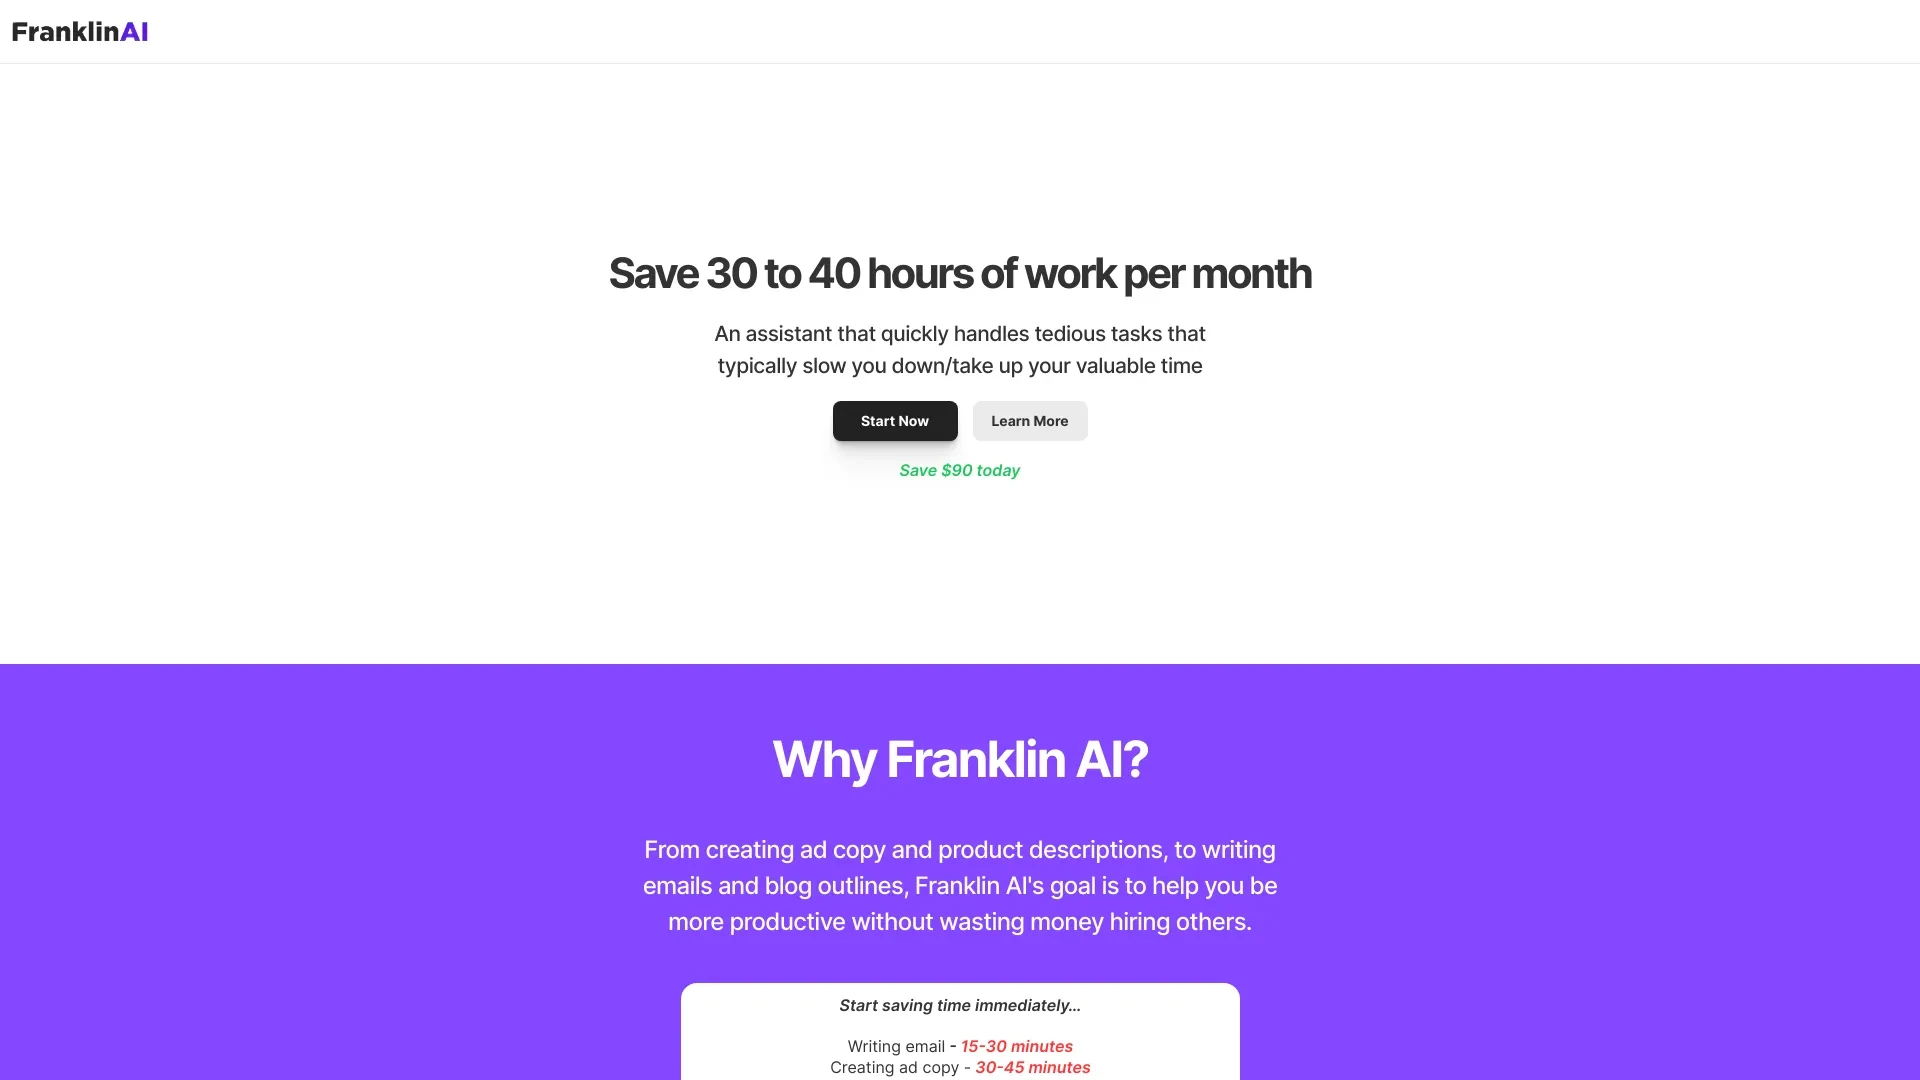 FranklinAI
Save 30 to 40 hours of work per month
An assistant that quickly handles tedious tasks that
typically slow you down/take up your valuable time
Start Now
Learn More
Save $90 today
Why Franklin AI?
From creating ad copy and product descriptions, to writing
emails and blog outlines, Franklin AI's goal is to help you be
more productive without wasting money hiring others.
Start saving time immediately...
Writing email - 15-30 minutes
Creating ad copy - 30-45 minutes